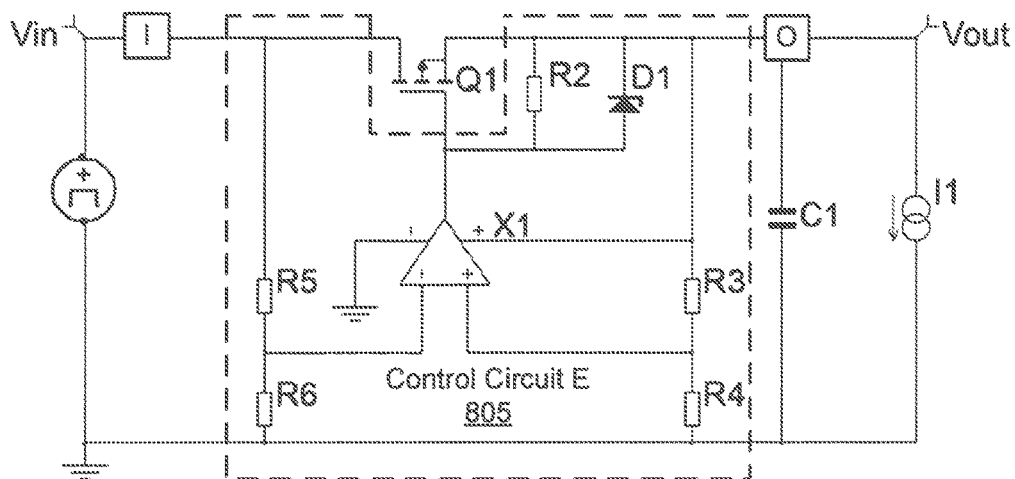 Vin I O Vout
Q1 R2 D1
X1 C1 I1
R5 R3
Control Circuit E
R6 805 R4